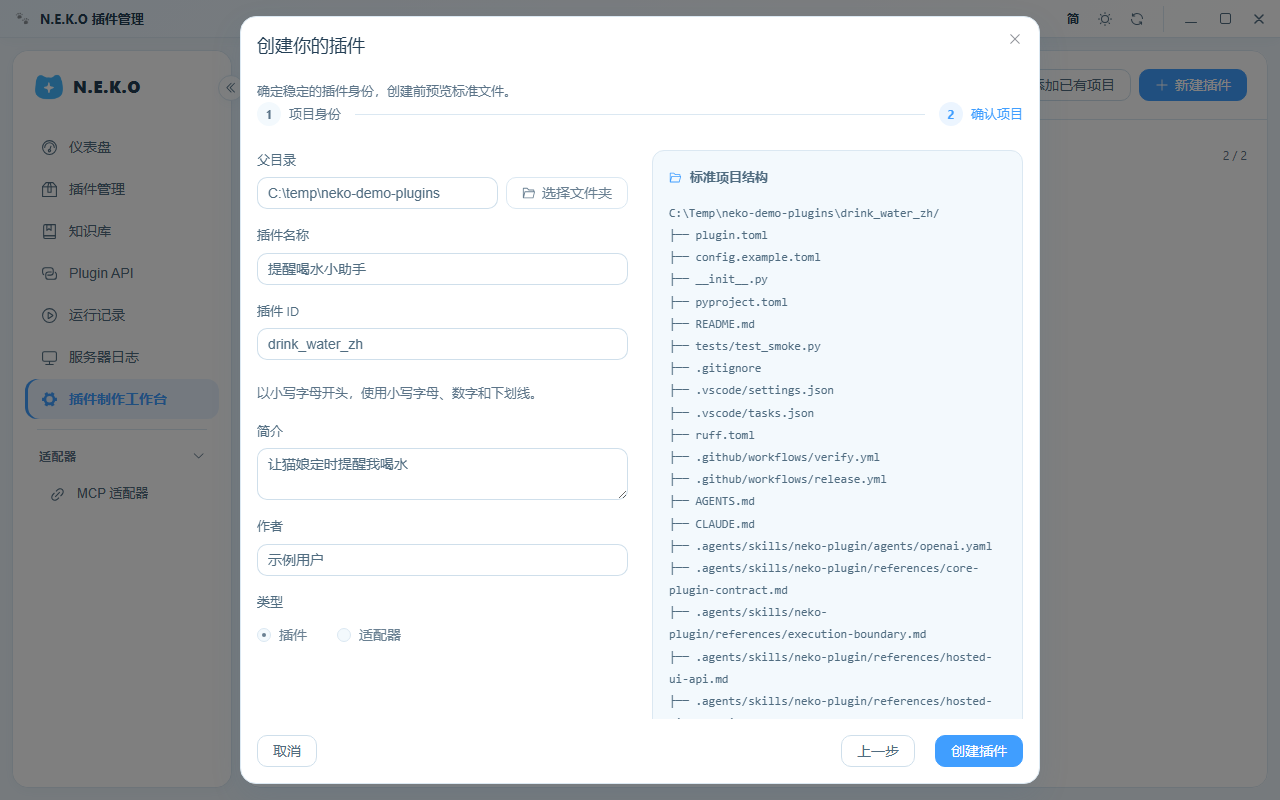 N.E.K.O 插件管理
简
N.E.K.O
仪表盘
插件管理
知识库
Plugin API
运行记录
服务器日志
插件制作工作台
适配器
MCP 适配器
添加已有项目
新建插件
2 / 2
创建你的插件
确定稳定的插件身份，创建前预览标准文件。
1 项目身份
2 确认项目
父目录
C:\temp\neko-demo-plugins
选择文件夹
插件名称
提醒喝水小助手
插件 ID
drink_water_zh
以小写字母开头，使用小写字母、数字和下划线。
简介
让猫娘定时提醒我喝水
作者
示例用户
类型
插件
适配器
标准项目结构
C:\Temp\neko-demo-plugins\drink_water_zh/
├── plugin.toml
├── config.example.toml
├── __init__.py
├── pyproject.toml
├── README.md
├── tests/test_smoke.py
├── .gitignore
├── .vscode/settings.json
├── .vscode/tasks.json
├── ruff.toml
├── .github/workflows/verify.yml
├── .github/workflows/release.yml
├── AGENTS.md
├── CLAUDE.md
├── .agents/skills/neko-plugin/agents/openai.yaml
├── .agents/skills/neko-plugin/references/core-
plugin-contract.md
├── .agents/skills/neko-
plugin/references/execution-boundary.md
├── .agents/skills/neko-plugin/references/hosted-
ui-api.md
├── .agents/skills/neko-plugin/references/hosted-
取消
上一步
创建插件